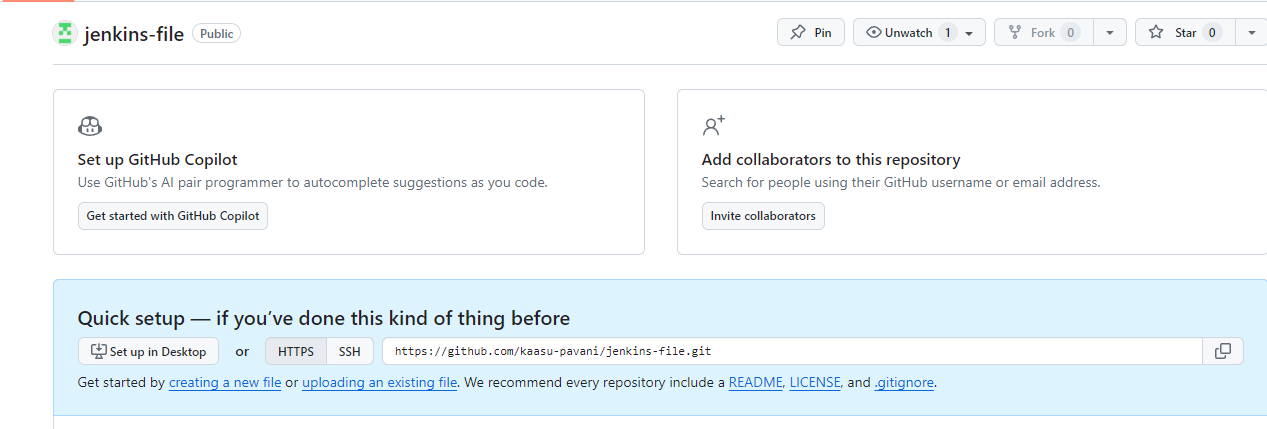 jenkins-file Public
Pin Unwatch 1 Fork 0 Star 0
Set up GitHub Copilot
Use GitHub's AI pair programmer to autocomplete suggestions as you code.
Get started with GitHub Copilot
Add collaborators to this repository
Search for people using their GitHub username or email address.
Invite collaborators
Quick setup — if you’ve done this kind of thing before
Set up in Desktop or HTTPS SSH https://github.com/kaasu-pavani/jenkins-file.git
Get started by creating a new file or uploading an existing file. We recommend every repository include a README, LICENSE, and .gitignore.